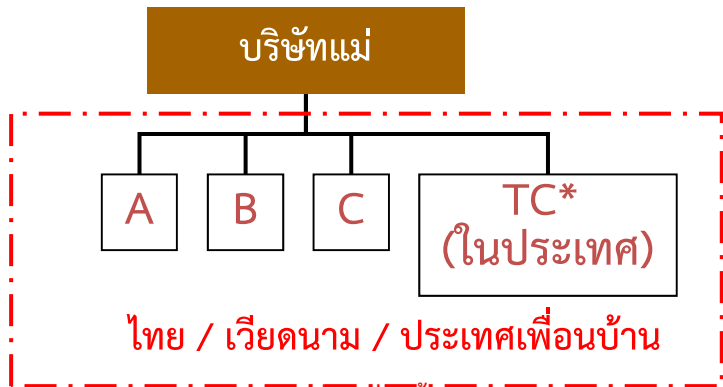 บริษัทแม่
A
B
C
TC*
(ในประเทศ)
ไทย / เวียดนาม / ประเทศเพื่อนบ้าน